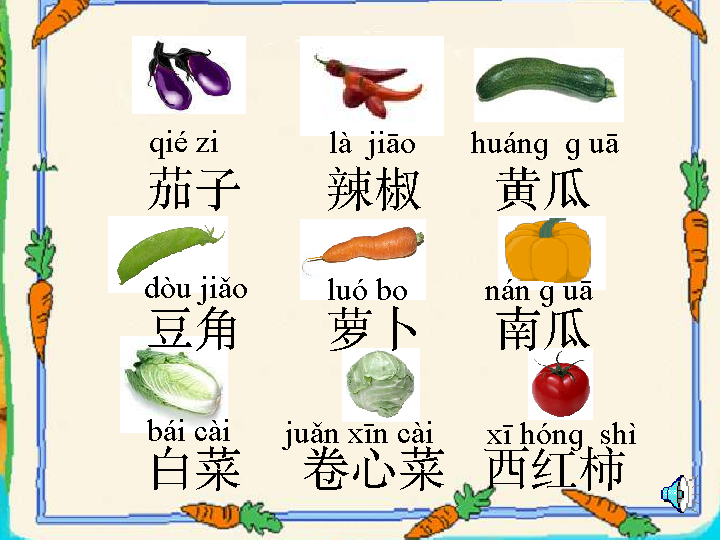 qié zi là jiāo huáng guā
茄子 辣椒 黄瓜
dòu jiǎo luó bo nán guā
豆角 萝卜 南瓜
bái cài juǎn xīn cài xī hóng shì
白菜 卷心菜 西红柿